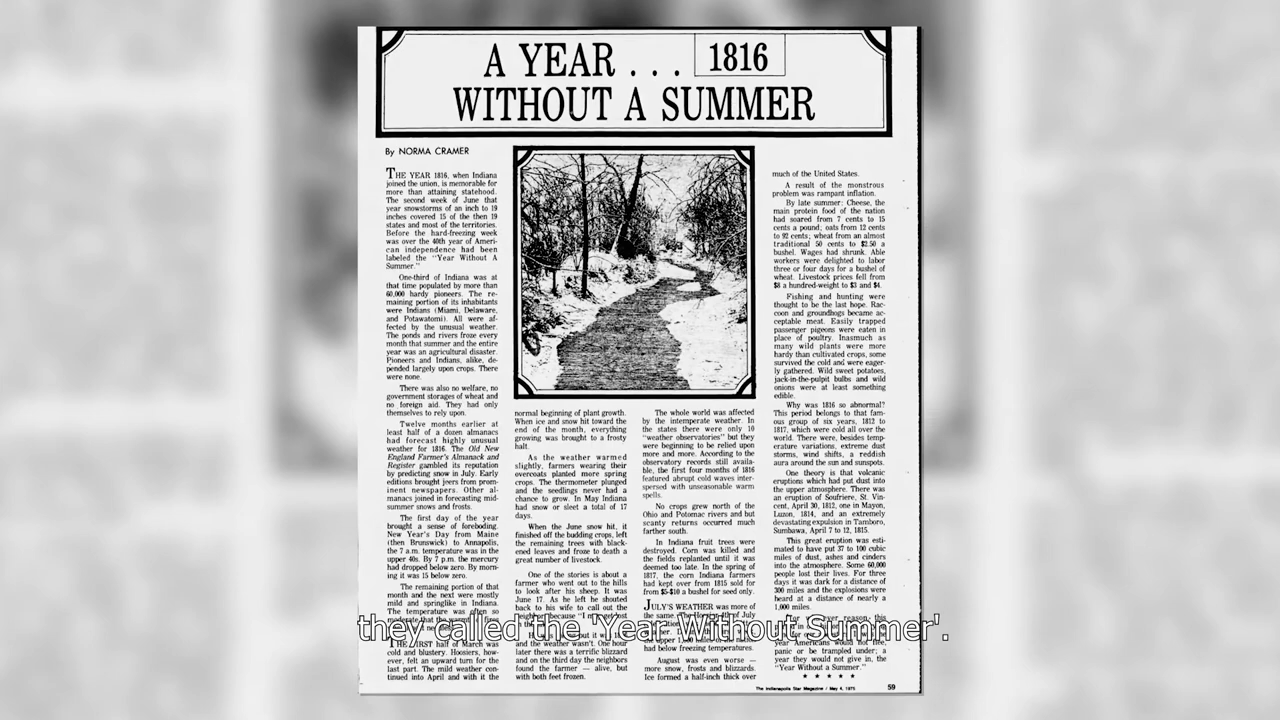 A YEAR . . . 1816
WITHOUT A SUMMER
By NORMA CRAMER
THE YEAR 1816, when Indiana
joined the union, is memorable for
more than attaining statehood.
The second week of June that
year snowstorms of an inch to 19
inches covered 15 of the then 19
states and most of the territories.
Before the hard-freezing week
was over the 40th year of Ameri-
can independence had been
labeled the "Year Without A
Summer."
One-third of Indiana was at
that time populated by more than
60,000 hardy pioneers. The re-
maining portion of its inhabitants
were Indians (Miami, Delaware,
and Potawatomi). All were af-
fected by the unusual weather.
The ponds and rivers froze every
month that summer and the entire
year was an agricultural disaster.
Pioneers and Indians, alike, de-
pended largely upon crops. There
were none.
There was also no welfare, no
government storages of wheat and
no foreign aid. They had only
themselves to rely upon.
Twelve months earlier at
least half of a dozen almanacs
had forecast highly unusual
weather for 1816. The Old New
England Farmer's Almanack and
Register gambled its reputation
by predicting snow in July. Early
editions brought jeers from prom-
inent newspapers. Other al-
manacs joined in forecasting mid-
summer snows and frosts.
The first day of the year
brought a sense of foreboding.
New Year's Day from Maine
(then Brunswick) to Annapolis,
the 7 a.m. temperature was in the
upper 40s. By 7 p.m. the mercury
had dropped below zero. By morn-
ing it was 15 below zero.
The remaining portion of that
month and the next were mostly
mild and springlike in Indiana.
The temperature was often so
moderate that the
THE FIRST half of March was
cold and blustery. Hoosiers, how-
ever, felt an upward turn for the
last part. The mild weather con-
tinued into April and with it the
normal beginning of plant growth.
When ice and snow hit toward the
end of the month, everything
growing was brought to a frosty
halt.
As the weather warmed
slightly, farmers wearing their
overcoats planted more spring
crops. The thermometer plunged
and the seedlings never had a
chance to grow. In May Indiana
had snow or sleet a total of 17
days.
When the June snow hit, it
finished off the budding crops, left
the remaining trees with black-
ened leaves and froze to death a
great number of livestock.
One of the stories is about a
farmer who went out to the hills
to look after his sheep. It was
June 17. As he left he shouted
back to his wife to call out the
because "I
but it
and the weather wasn't. One hour
later there was a terrific blizzard
and on the third day the neighbors
found the farmer — alive, but
with both feet frozen.
The whole world was affected
by the intemperate weather. In
the states there were only 10
"weather observatories" but they
were beginning to be relied upon
more and more. According to the
observatory records still availa-
ble, the first four months of 1816
featured abrupt cold waves inter-
spersed with unseasonable warm
spells.
No crops grew north of the
Ohio and Potomac rivers and but
scanty returns occurred much
farther south.
In Indiana fruit trees were
destroyed. Corn was killed and
the fields replanted until it was
deemed too late. In the spring of
1817, the corn Indiana farmers
had kept over from 1815 sold for
from $5-$10 a bushel for seed only.
JULY'S WEATHER was more of
the same. The of July
the upper
had below freezing temperatures.
August was even worse —
more snow, frosts and blizzards.
Ice formed a half-inch thick over
much of the United States.
A result of the monstrous
problem was rampant inflation.
By late summer: Cheese, the
main protein food of the nation
had soared from 7 cents to 15
cents a pound; oats from 12 cents
to 92 cents; wheat from an almost
traditional 50 cents to $2.50 a
bushel. Wages had shrunk. Able
workers were delighted to labor
three or four days for a bushel of
wheat. Livestock prices fell from
$8 a hundred-weight to $3 and $4.
Fishing and hunting were
thought to be the last hope. Rac-
coon and groundhogs became ac-
ceptable meat. Easily trapped
passenger pigeons were eaten in
place of poultry. Inasmuch as
many wild plants were more
hardy than cultivated crops, some
survived the cold and were eager-
ly gathered. Wild sweet potatoes,
jack-in-the-pulpit bulbs and wild
onions were at least something
edible.
Why was 1816 so abnormal?
This period belongs to that fam-
ous group of six years, 1812 to
1817, which were cold all over the
world. There were, besides tem-
perature variations, extreme dust
storms, wind shifts, a reddish
aura around the sun and sunspots.
One theory is that volcanic
eruptions which had put dust into
the upper atmosphere. There was
an eruption of Soufriere, St. Vin-
cent, April 30, 1812, one in Mayon,
Luzon, 1814, and an extremely
devastating expulsion in Tamboro,
Sumbawa, April 7 to 12, 1815.
This great eruption was esti-
mated to have put 37 to 100 cubic
miles of dust, ashes and cinders
into the atmosphere. Some 60,000
people lost their lives. For three
days it was dark for a distance of
300 miles and the explosions were
heard at a distance of nearly a
1,000 miles.
For reason, this
year Americans would not flee,
panic or be trampled under; a
year they would not give in, the
"Year Without a Summer."
★ ★ ★ ★ ★
The Indianapolis Star Magazine / May 4, 1975 59
they called the 'Year Without Summer'.